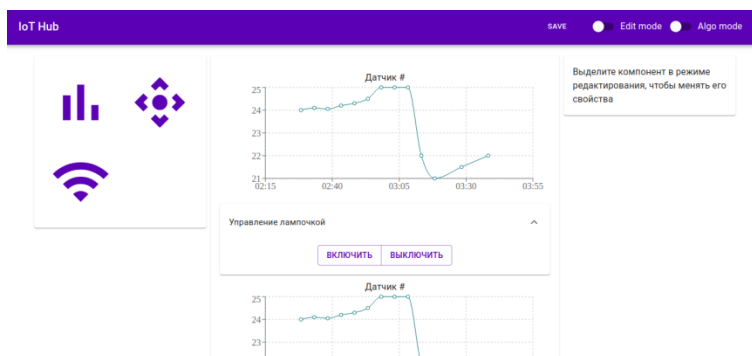 IoT Hub
SAVE
Edit mode
Algo mode
Датчик #
25
24
23
22
21
02:15
02:40
03:05
03:30
03:55
Управление лампочкой
ВКЛЮЧИТЬ
ВЫКЛЮЧИТЬ
Датчик #
25
24
23
Выделите компонент в режиме
редактирования, чтобы менять его
свойства